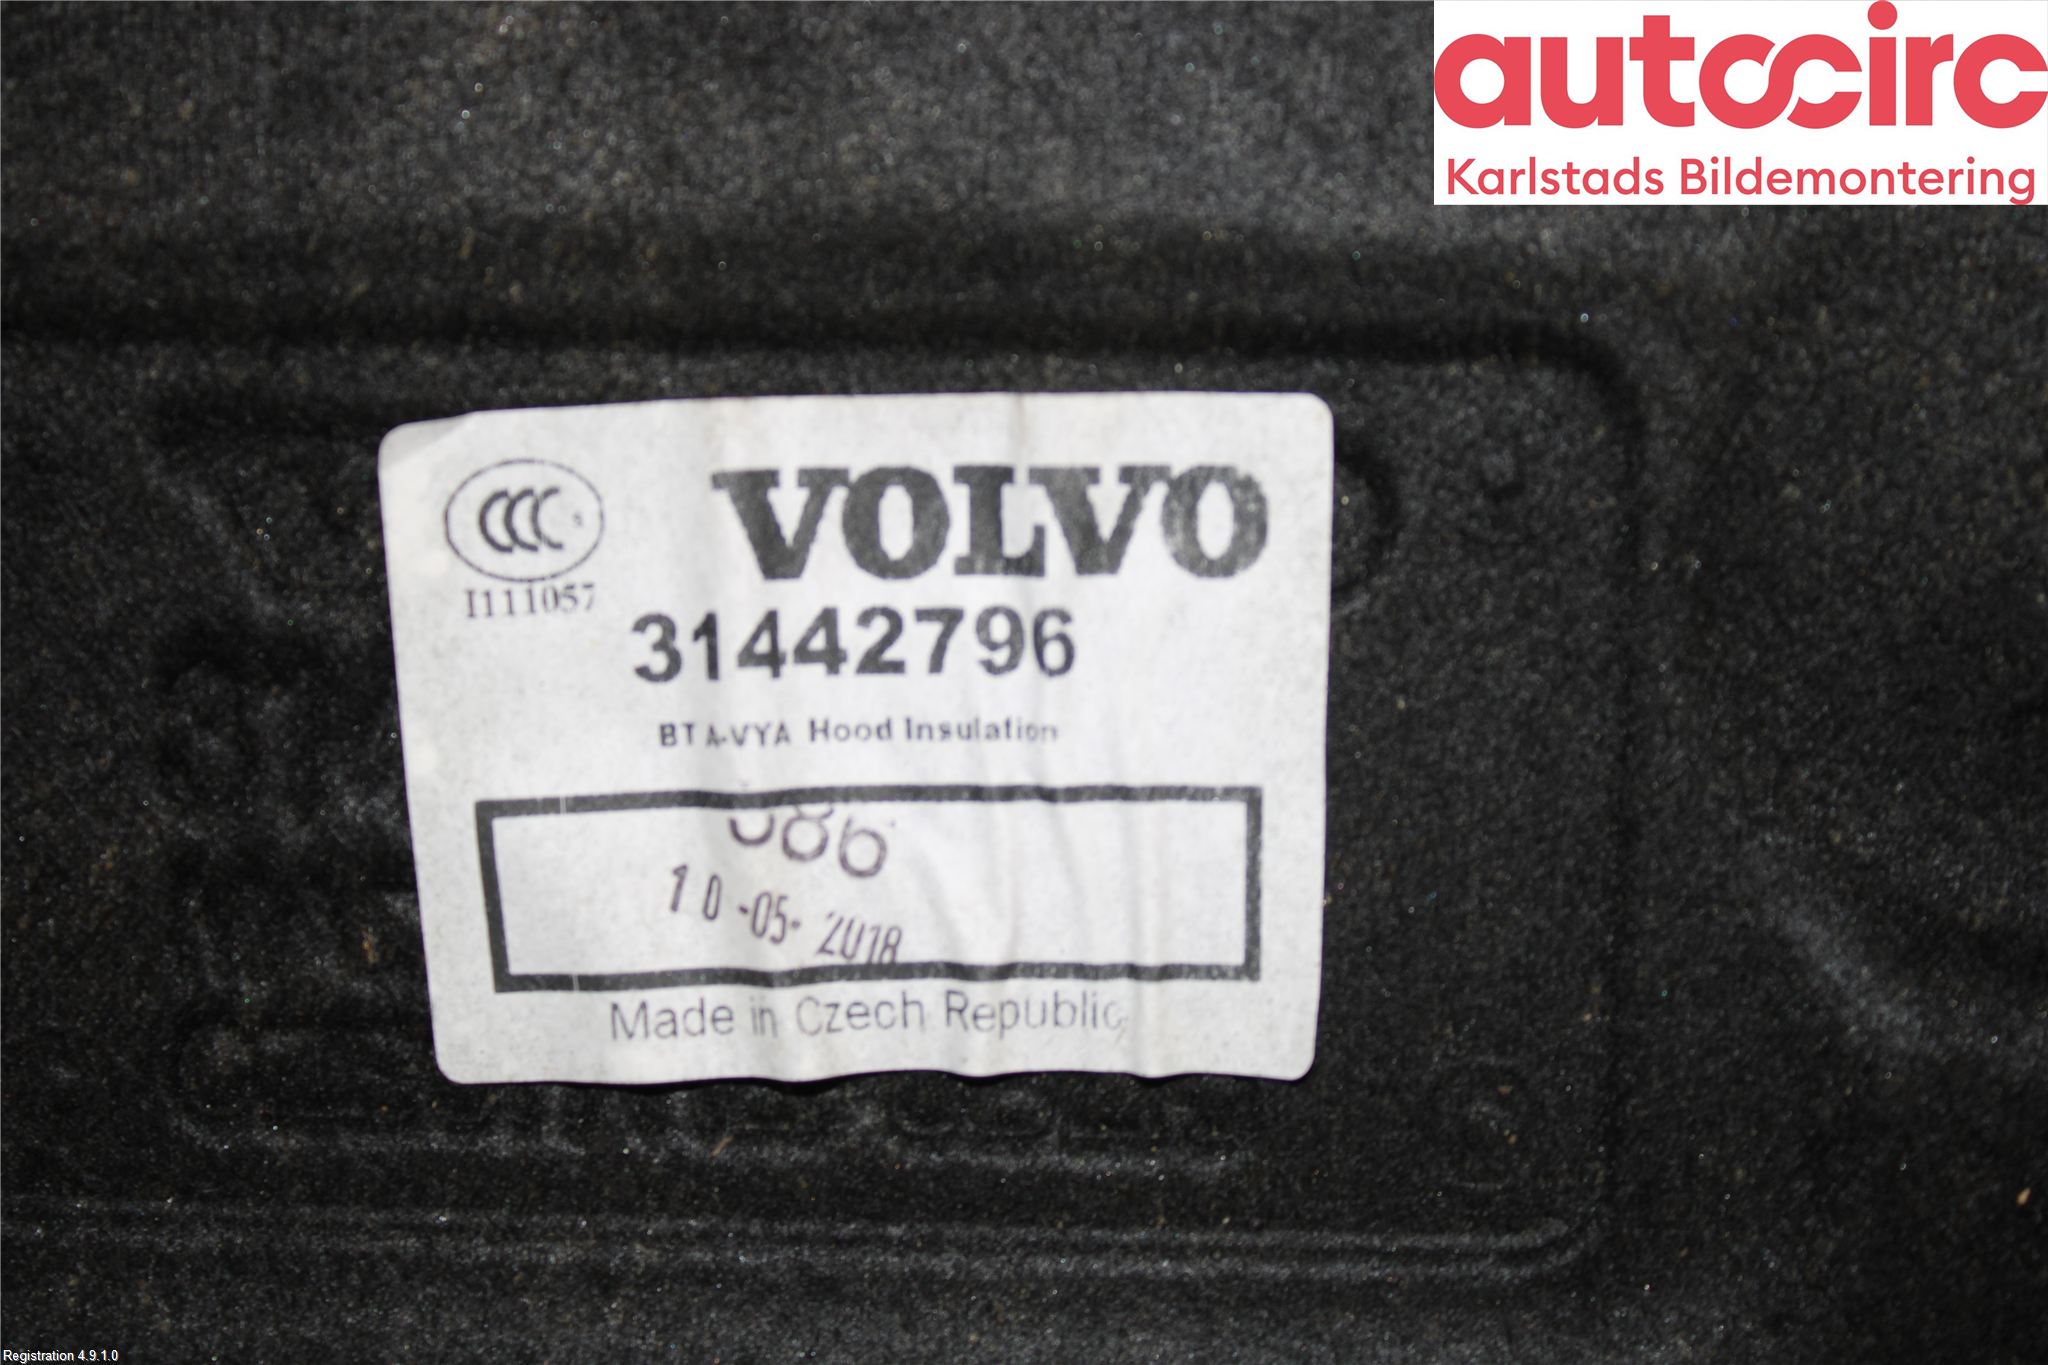 autocirc
Karlstads Bildemontering
CCC S
I111057
VOLVO
31442796
BTA-VYA Hood Insulation
10-05-2018
Made in Czech Republic
Registration 4.9.1.0